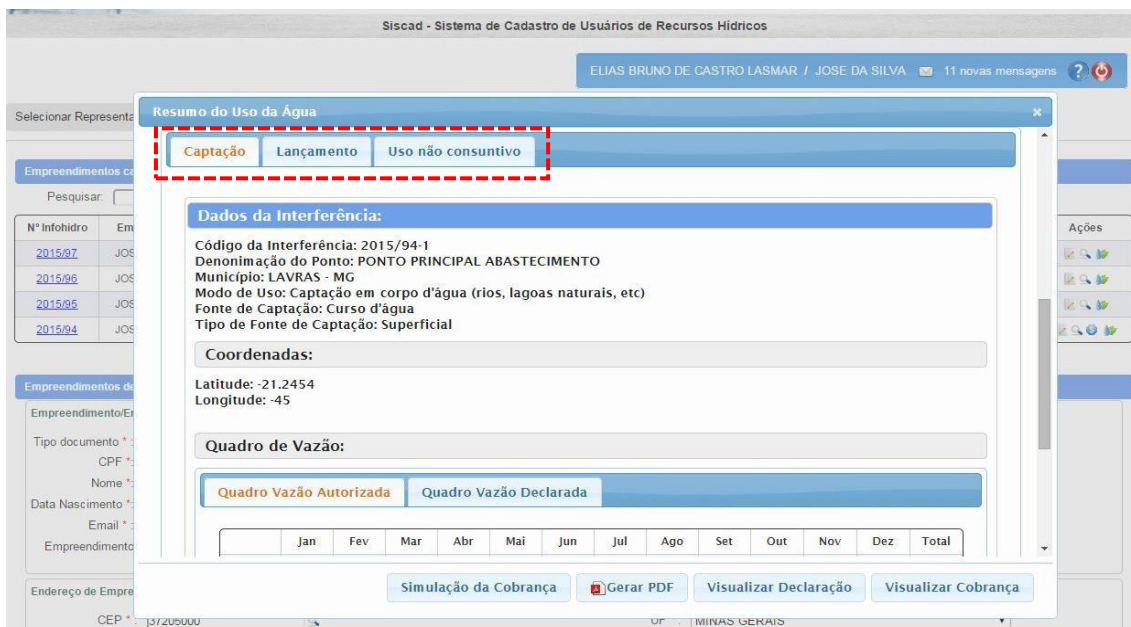 Siscad - Sistema de Cadastro de Usuários de Recursos Hídricos
ELIAS BRUNO DE CASTRO LASMAR / JOSE DA SILVA 11 novas mensagens
Selecionar Representa
Resumo do Uso da Água
Captação Lançamento Uso não consuntivo
Empreendimentos ca
Pesquisar:
Nº Infohidro Em
2015/97 JOS
2015/96 JOS
2015/95 JOS
2015/94 JOS
Ações
Dados da Interferência:
Código da Interferência: 2015/94-1
Denonimação do Ponto: PONTO PRINCIPAL ABASTECIMENTO
Município: LAVRAS - MG
Modo de Uso: Captação em corpo d'água (rios, lagoas naturais, etc)
Fonte de Captação: Curso d'água
Tipo de Fonte de Captação: Superficial
Coordenadas:
Latitude: -21.2454
Longitude: -45
Quadro de Vazão:
Quadro Vazão Autorizada Quadro Vazão Declarada
Jan Fev Mar Abr Mai Jun Jul Ago Set Out Nov Dez Total
Simulação da Cobrança Gerar PDF Visualizar Declaração Visualizar Cobrança
Empreendimentos de
Empreendimento/En
Tipo documento * :
CPF *:
Nome *:
Data Nascimento *:
Email * :
Empreendimento
Endereço de Empre
CEP * : 37205000 UF : MINAS GERAIS